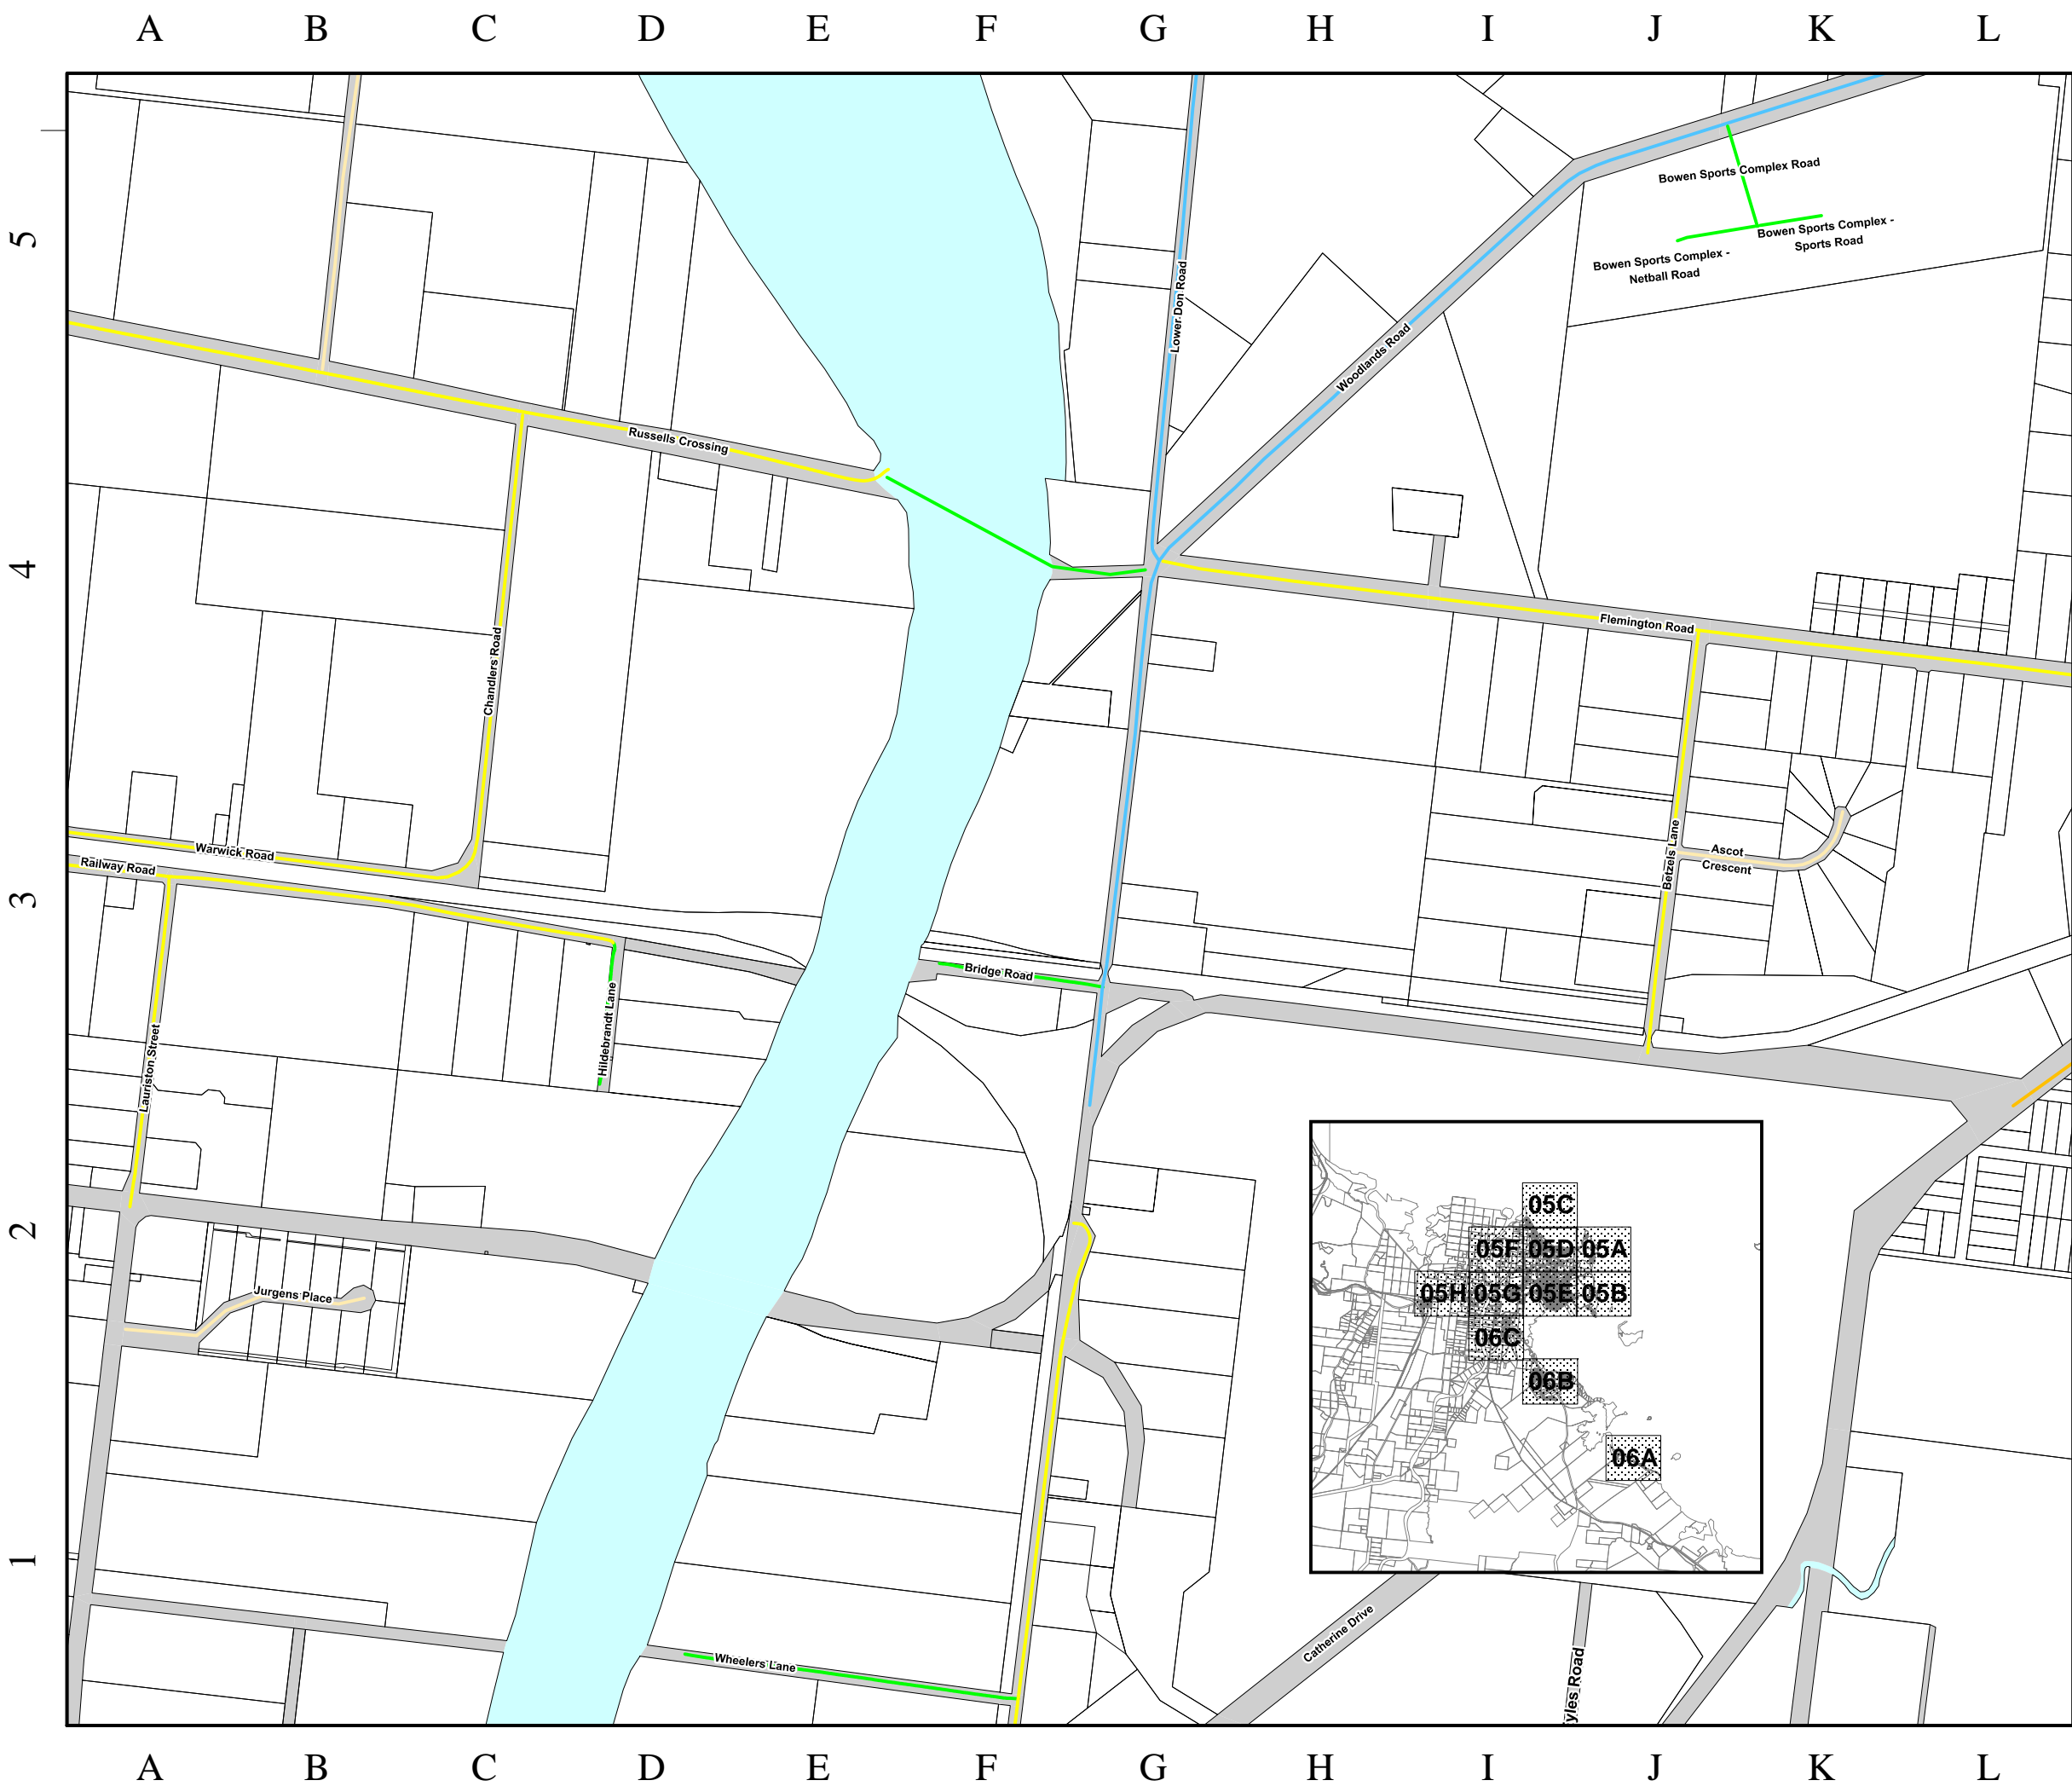 A B C D E F G H I J K L
5
4
3
2
1
Bowen Sports Complex Road
Bowen Sports Complex -
Sports Road
Bowen Sports Complex -
Netball Road
Lower Don Road
Woodlands Road
Russells Crossing
Flemington Road
Chandlers Road
Warwick Road
Railway Road
Ascot
Crescent
Betzels Lane
Bridge Road
Hildebrandt Lane
Lauriston Street
Jurgens Place
05C
05F 05D 05A
05H 05G 05E 05B
06C
06B
06A
Catherine Drive
yles Road
Wheelers Lane
A B C D E F G H I J K L